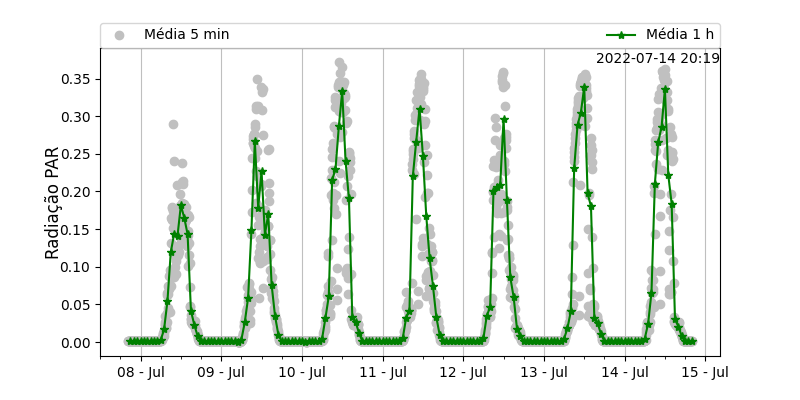 Média 5 min
Média 1 h
2022-07-14 20:19
Radiação PAR
0.35
0.30
0.25
0.20
0.15
0.10
0.05
0.00
08 - Jul
09 - Jul
10 - Jul
11 - Jul
12 - Jul
13 - Jul
14 - Jul
15 - Jul